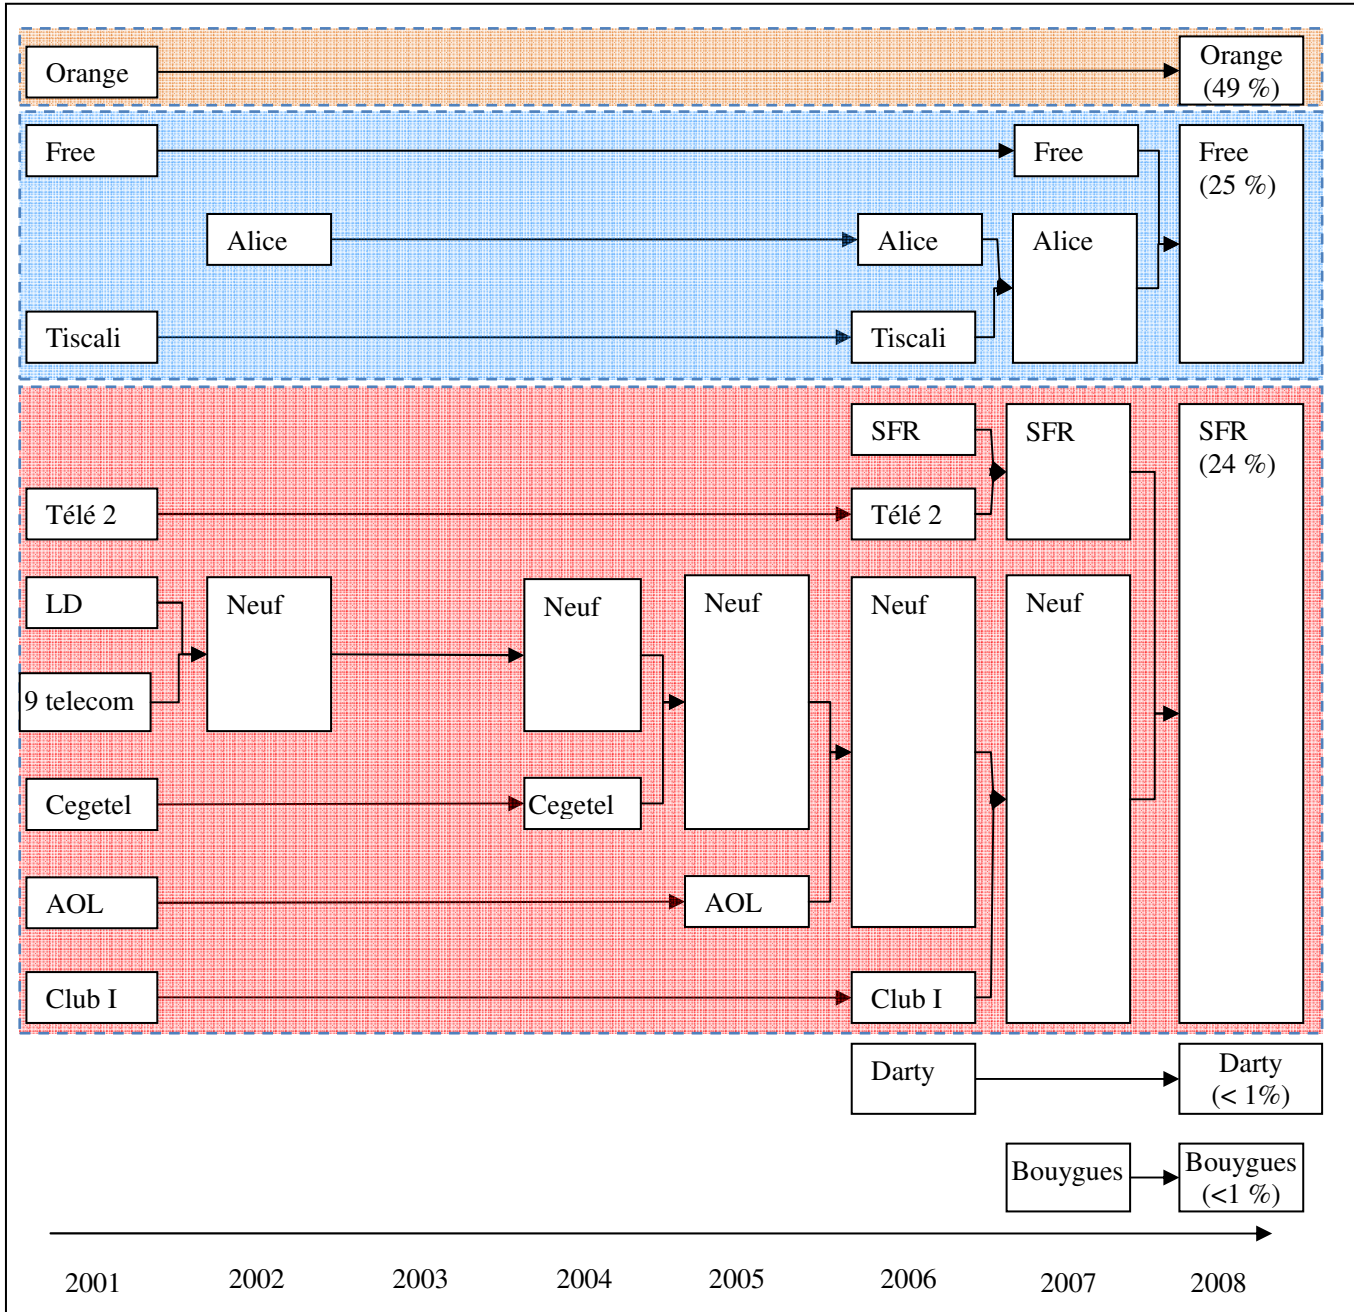 Orange
Orange
(49 %)
Free
Free
Free
(25 %)
Alice
Alice
Alice
Tiscali
Tiscali
SFR
SFR
SFR
(24 %)
Télé 2
Télé 2
LD
Neuf
Neuf
Neuf
Neuf
Neuf
9 telecom
Cegetel
Cegetel
AOL
AOL
Club I
Club I
Darty
Darty
(< 1%)
Bouygues
Bouygues
(<1 %)
2001
2002
2003
2004
2005
2006
2007
2008